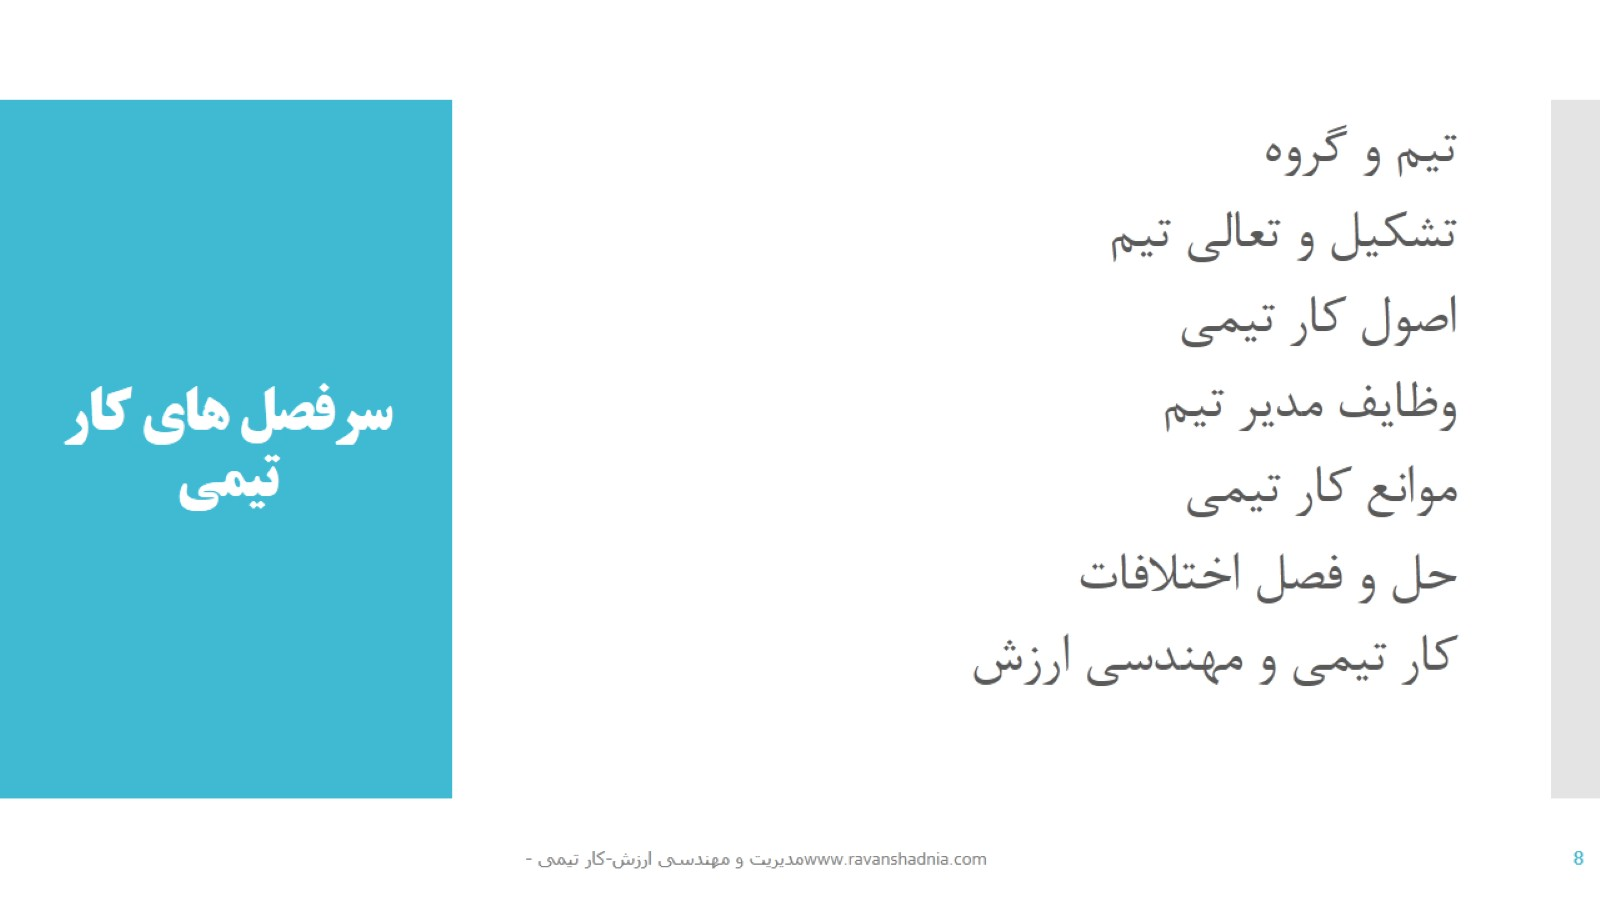 سرفصل های کار
تیمی
تیم و گروه
تشکیل و تعالی تیم
اصول کار تیمی
وظایف مدیر تیم
موانع کار تیمی
حل و فصل اختلافات
کار تیمی و مهندسی ارزش
مدیریت و مهندسی ارزش-کار تیمی - www.ravanshadnia.com
8